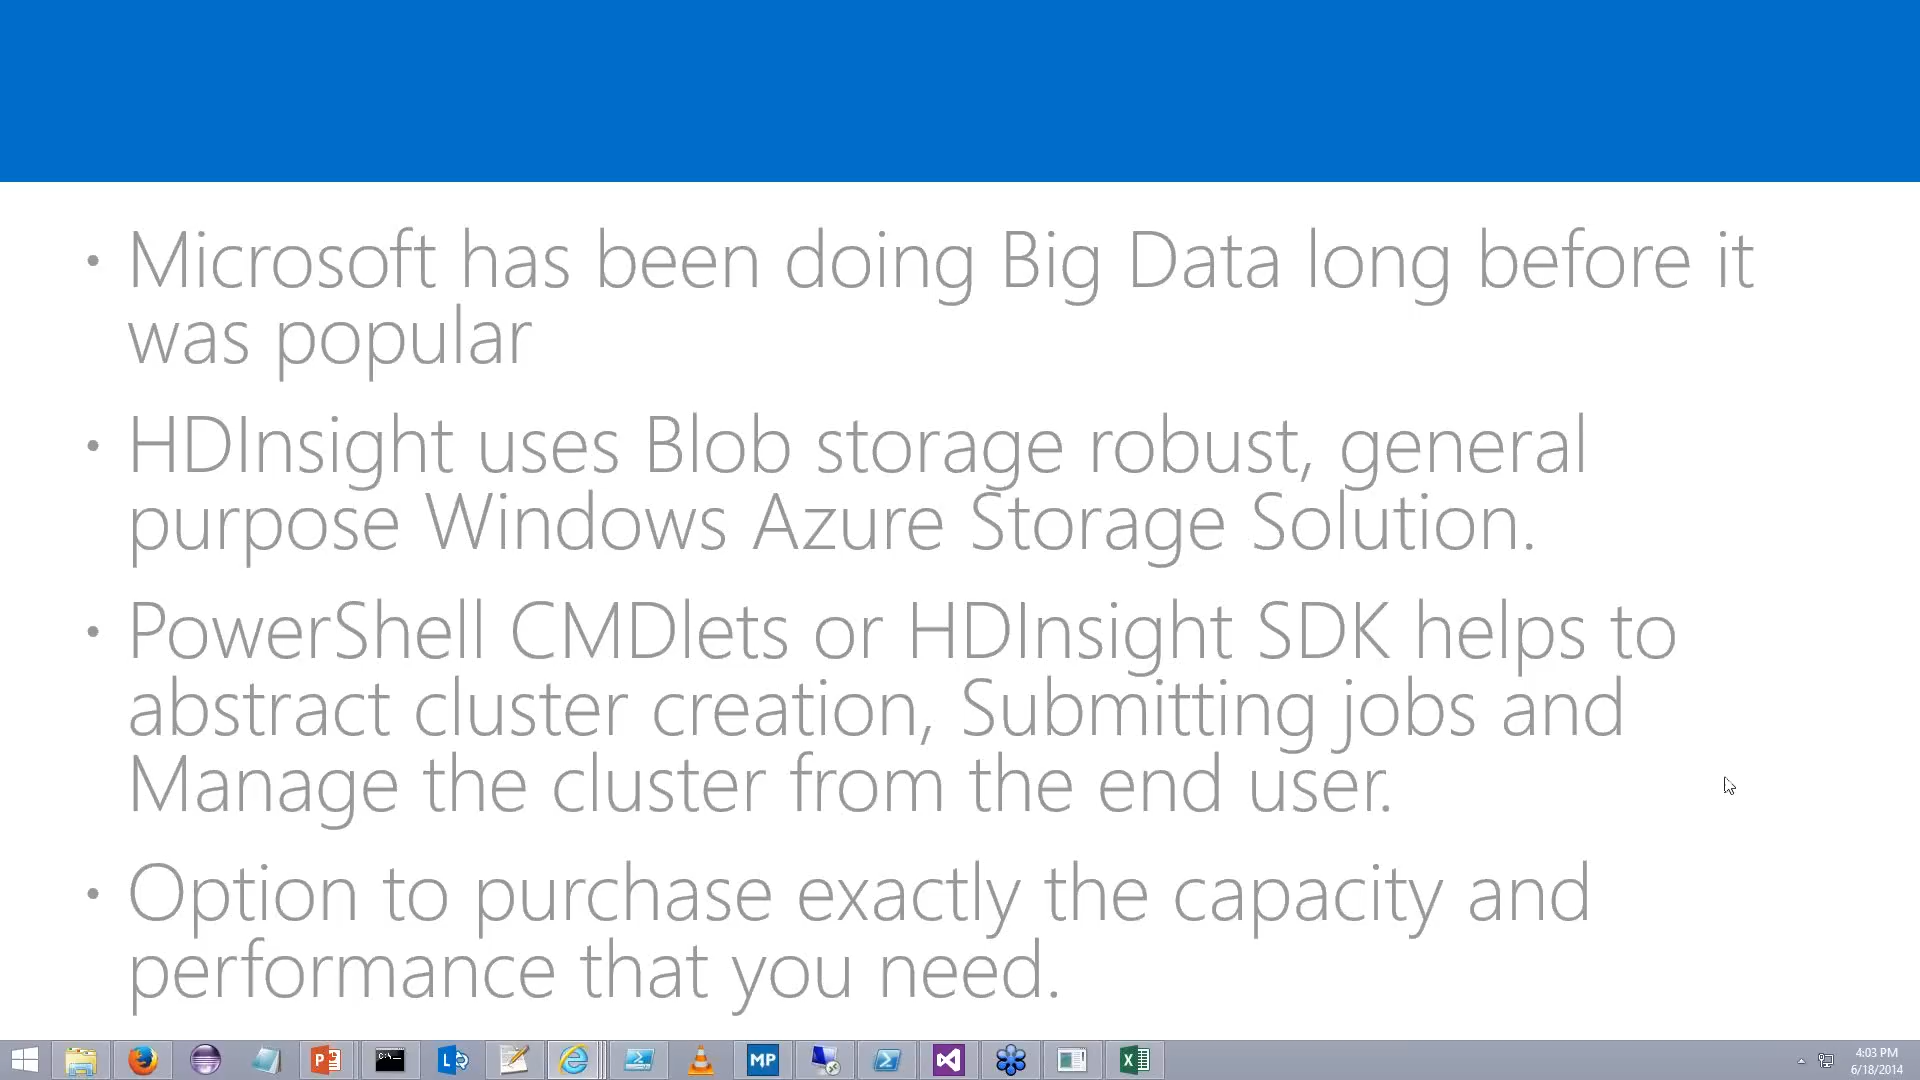 • Microsoft has been doing Big Data long before it
was popular
• HDInsight uses Blob storage robust, general
purpose Windows Azure Storage Solution.
• PowerShell CMDlets or HDInsight SDK helps to
abstract cluster creation, Submitting jobs and
Manage the cluster from the end user.
• Option to purchase exactly the capacity and
performance that you need.
P
C:\_
L
MP
X
4:03 PM
6/18/2014